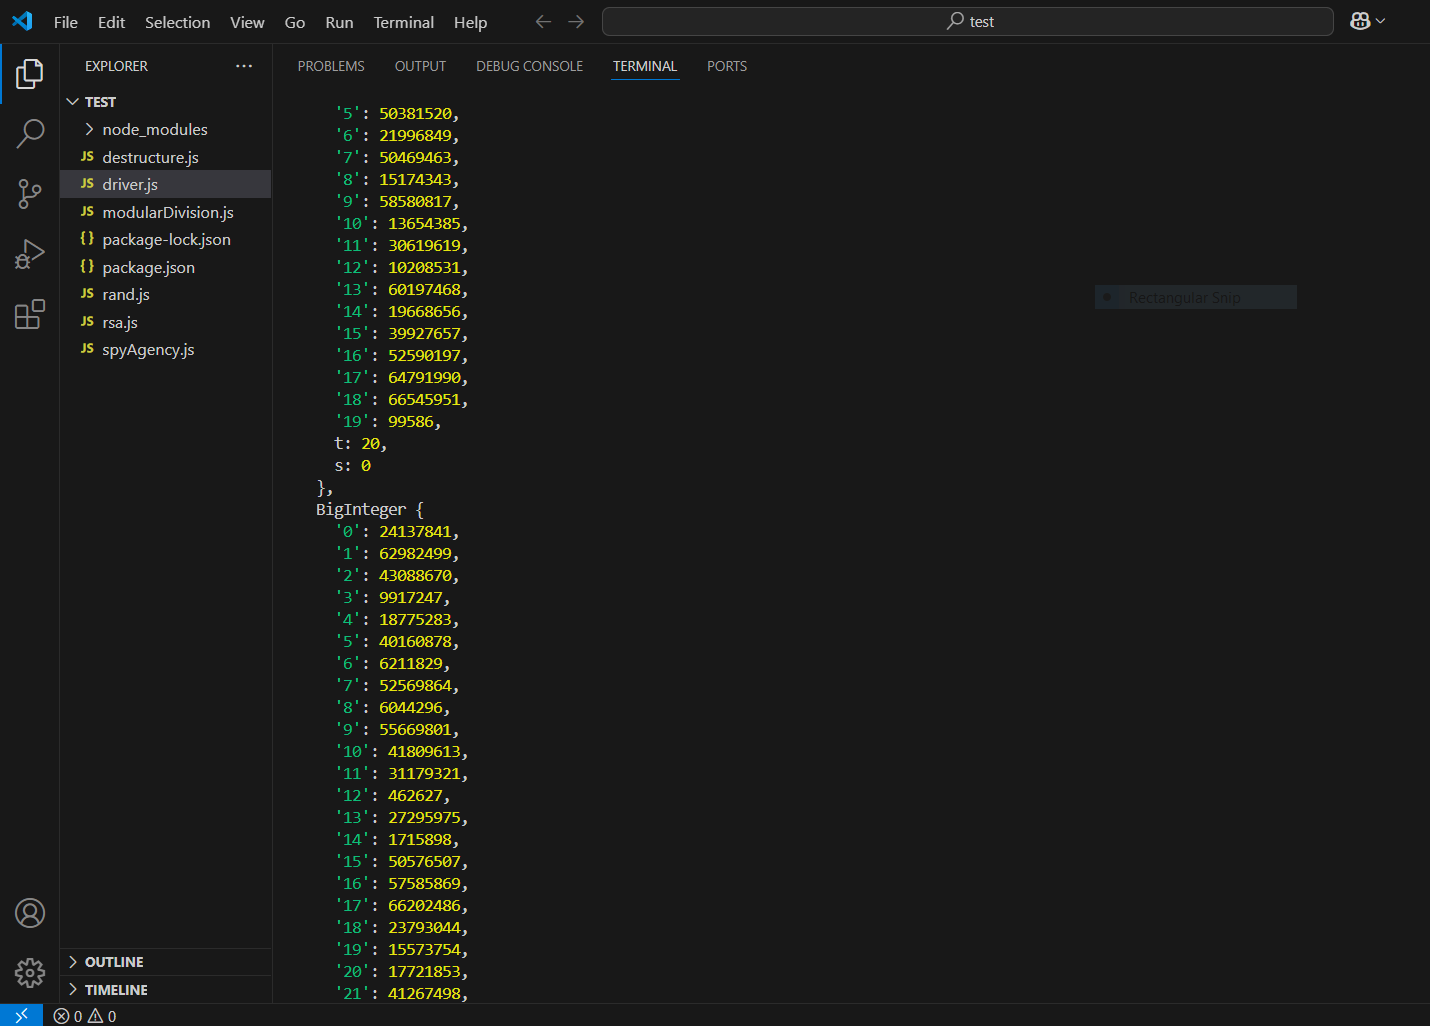 File Edit Selection View Go Run Terminal Help
test
EXPLORER
TEST
node_modules
JS destructure.js
JS driver.js
JS modularDivision.js
{} package-lock.json
{} package.json
JS rand.js
JS rsa.js
JS spyAgency.js
OUTLINE
TIMELINE
PROBLEMS OUTPUT DEBUG CONSOLE TERMINAL PORTS
'5': 50381520,
'6': 21996849,
'7': 50469463,
'8': 15174343,
'9': 58580817,
'10': 13654385,
'11': 30619619,
'12': 10208531,
'13': 60197468,
'14': 19668656,
'15': 39927657,
'16': 52590197,
'17': 64791990,
'18': 66545951,
'19': 99586,
t: 20,
s: 0
},
BigInteger {
'0': 24137841,
'1': 62982499,
'2': 43088670,
'3': 9917247,
'4': 18775283,
'5': 40160878,
'6': 6211829,
'7': 52569864,
'8': 6044296,
'9': 55669801,
'10': 41809613,
'11': 31179321,
'12': 462627,
'13': 27295975,
'14': 1715898,
'15': 50576507,
'16': 57585869,
'17': 66202486,
'18': 23793044,
'19': 15573754,
'20': 17721853,
'21': 41267498,
Rectangular Snip
0 0